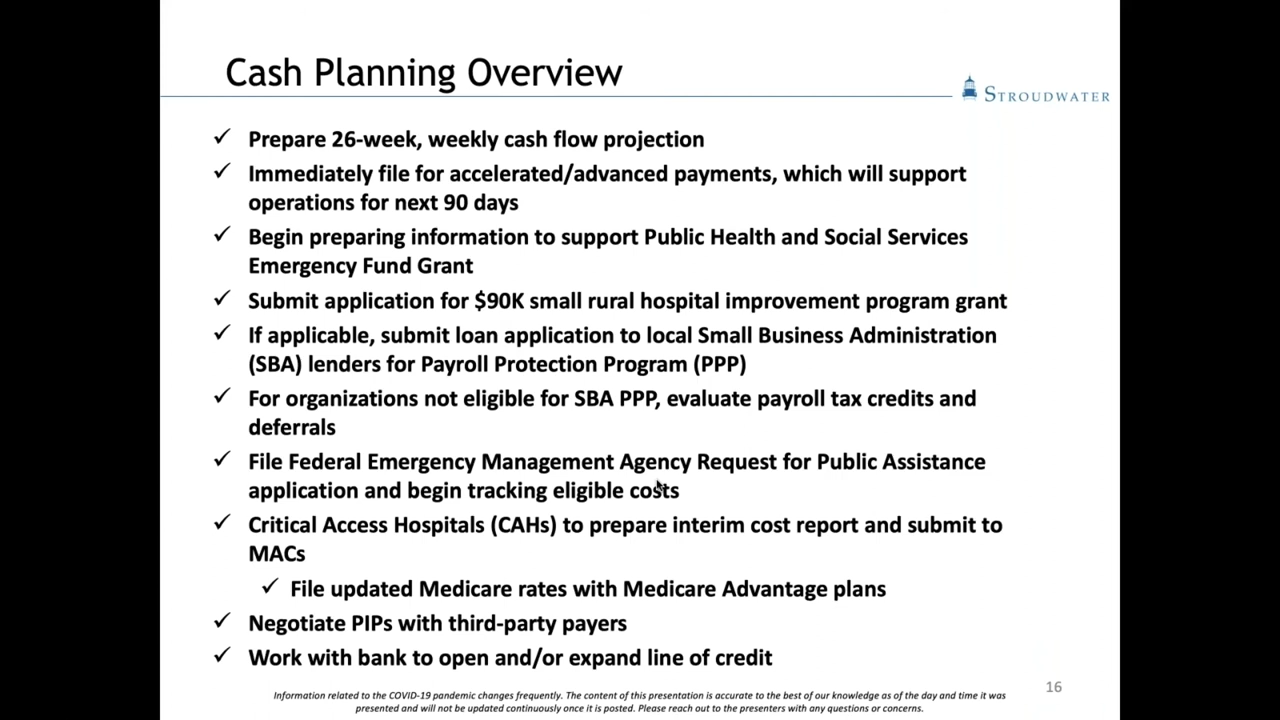 Cash Planning Overview
STROUDWATER
✓ Prepare 26-week, weekly cash flow projection
✓ Immediately file for accelerated/advanced payments, which will support
operations for next 90 days
✓ Begin preparing information to support Public Health and Social Services
Emergency Fund Grant
✓ Submit application for $90K small rural hospital improvement program grant
✓ If applicable, submit loan application to local Small Business Administration
(SBA) lenders for Payroll Protection Program (PPP)
✓ For organizations not eligible for SBA PPP, evaluate payroll tax credits and
deferrals
✓ File Federal Emergency Management Agency Request for Public Assistance
application and begin tracking eligible costs
✓ Critical Access Hospitals (CAHs) to prepare interim cost report and submit to
MACs
✓ File updated Medicare rates with Medicare Advantage plans
✓ Negotiate PIPs with third-party payers
✓ Work with bank to open and/or expand line of credit
16
Information related to the COVID-19 pandemic changes frequently. The content of this presentation is accurate to the best of our knowledge as of the day and time it was
presented and will not be updated continuously once it is posted. Please reach out to the presenters with any questions or concerns.